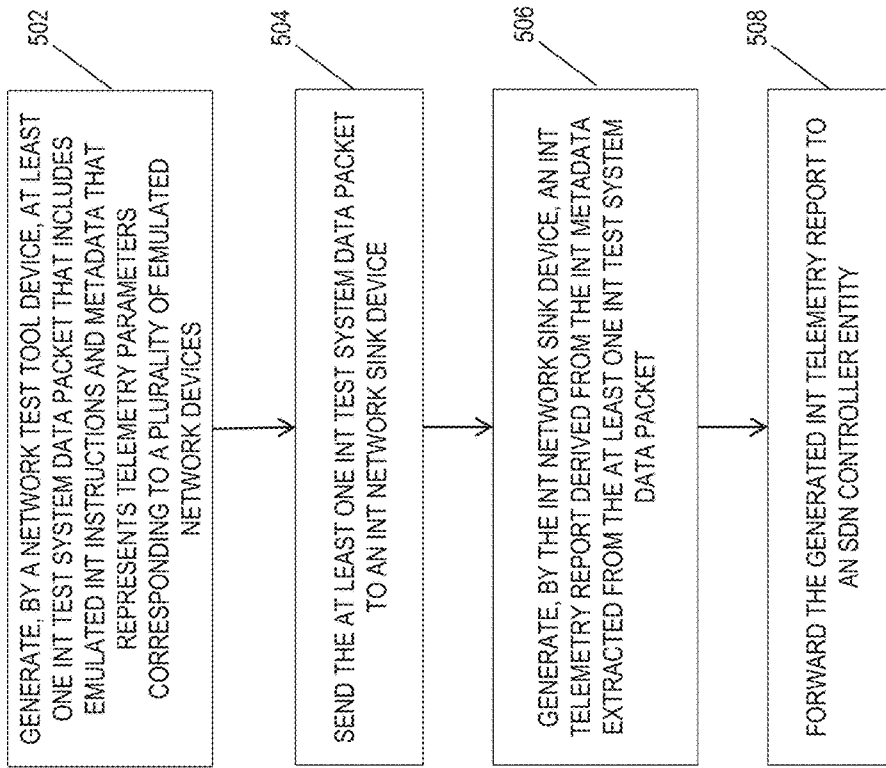 502
GENERATE, BY A NETWORK TEST TOOL DEVICE, AT LEAST
ONE INT TEST SYSTEM DATA PACKET THAT INCLUDES
EMULATED INT INSTRUCTIONS AND METADATA THAT
REPRESENTS TELEMETRY PARAMETERS
CORRESPONDING TO A PLURALITY OF EMULATED
NETWORK DEVICES
504
SEND THE AT LEAST ONE INT TEST SYSTEM DATA PACKET
TO AN INT NETWORK SINK DEVICE
506
GENERATE, BY THE INT NETWORK SINK DEVICE, AN INT
TELEMETRY REPORT DERIVED FROM THE INT METADATA
EXTRACTED FROM THE AT LEAST ONE INT TEST SYSTEM
DATA PACKET
508
FORWARD THE GENERATED INT TELEMETRY REPORT TO
AN SDN CONTROLLER ENTITY